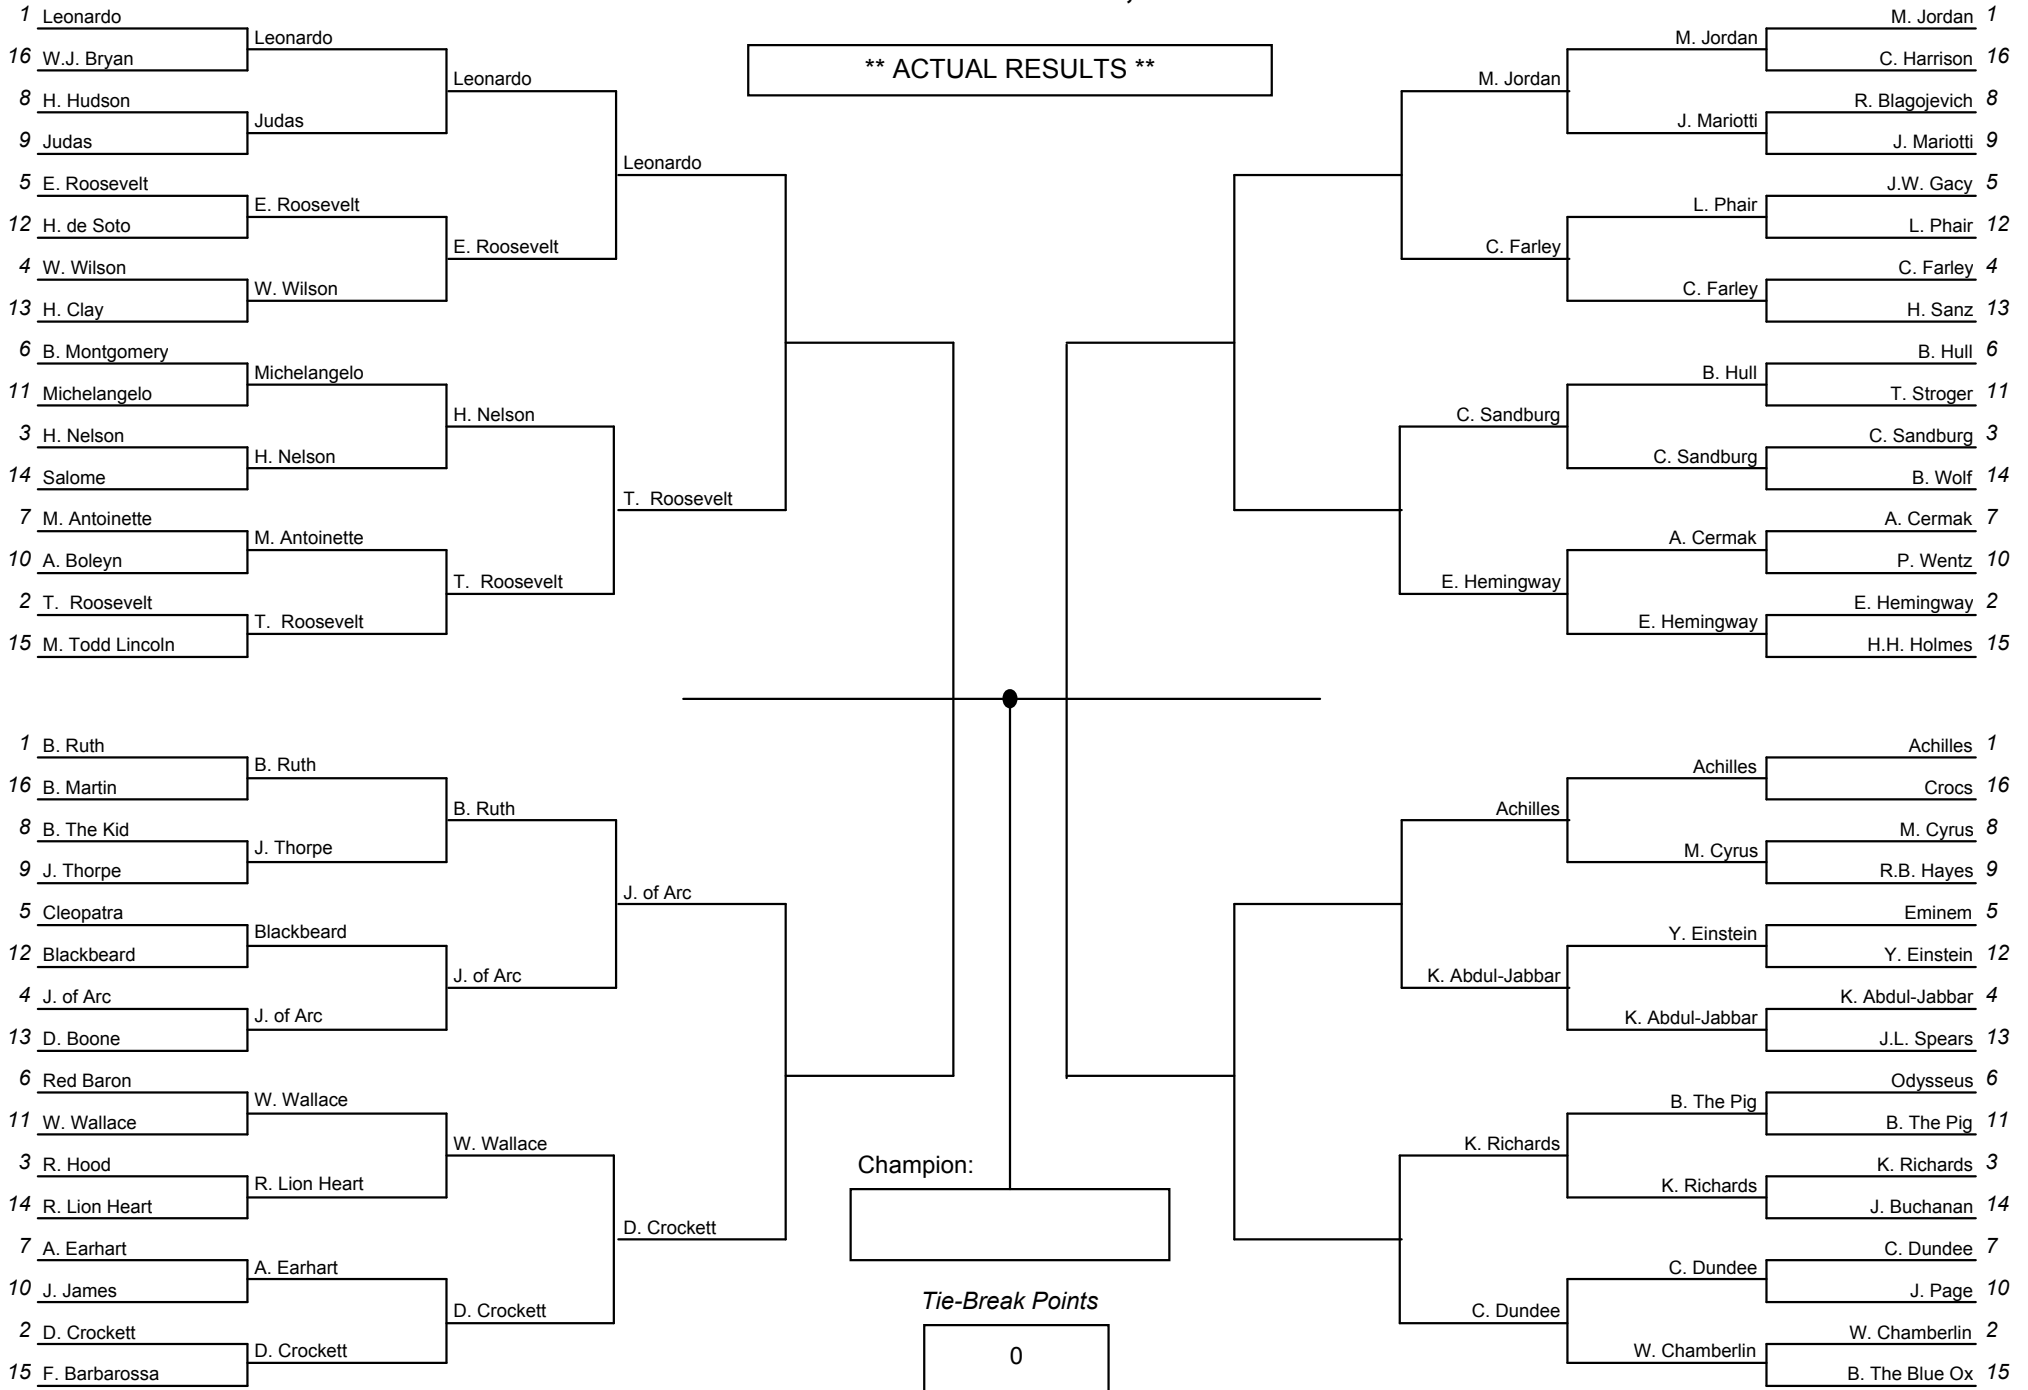 1 Leonardo
16 W.J. Bryan
8 H. Hudson
9 Judas
5 E. Roosevelt
12 H. de Soto
4 W. Wilson
13 H. Clay
6 B. Montgomery
11 Michelangelo
3 H. Nelson
14 Salome
7 M. Antoinette
10 A. Boleyn
2 T. Roosevelt
15 M. Todd Lincoln
Leonardo
Judas
E. Roosevelt
W. Wilson
Michelangelo
H. Nelson
M. Antoinette
T. Roosevelt
Leonardo
E. Roosevelt
H. Nelson
T. Roosevelt
Leonardo
T. Roosevelt
** ACTUAL RESULTS **
M. Jordan
C. Farley
C. Sandburg
E. Hemingway
M. Jordan
J. Mariotti
L. Phair
C. Farley
B. Hull
C. Sandburg
A. Cermak
E. Hemingway
M. Jordan 1
C. Harrison 16
R. Blagojevich 8
J. Mariotti 9
J.W. Gacy 5
L. Phair 12
C. Farley 4
H. Sanz 13
B. Hull 6
T. Stroger 11
C. Sandburg 3
B. Wolf 14
A. Cermak 7
P. Wentz 10
E. Hemingway 2
H.H. Holmes 15
1 B. Ruth
16 B. Martin
8 B. The Kid
9 J. Thorpe
5 Cleopatra
12 Blackbeard
4 J. of Arc
13 D. Boone
6 Red Baron
11 W. Wallace
3 R. Hood
14 R. Lion Heart
7 A. Earhart
10 J. James
2 D. Crockett
15 F. Barbarossa
B. Ruth
J. Thorpe
Blackbeard
J. of Arc
W. Wallace
R. Lion Heart
A. Earhart
D. Crockett
B. Ruth
J. of Arc
W. Wallace
D. Crockett
J. of Arc
D. Crockett
Champion:
Tie-Break Points
0
Achilles
K. Abdul-Jabbar
K. Richards
C. Dundee
Achilles
M. Cyrus
Y. Einstein
K. Abdul-Jabbar
B. The Pig
K. Richards
C. Dundee
W. Chamberlin
Achilles 1
Crocs 16
M. Cyrus 8
R.B. Hayes 9
Eminem 5
Y. Einstein 12
K. Abdul-Jabbar 4
J.L. Spears 13
Odysseus 6
B. The Pig 11
K. Richards 3
J. Buchanan 14
C. Dundee 7
J. Page 10
W. Chamberlin 2
B. The Blue Ox 15